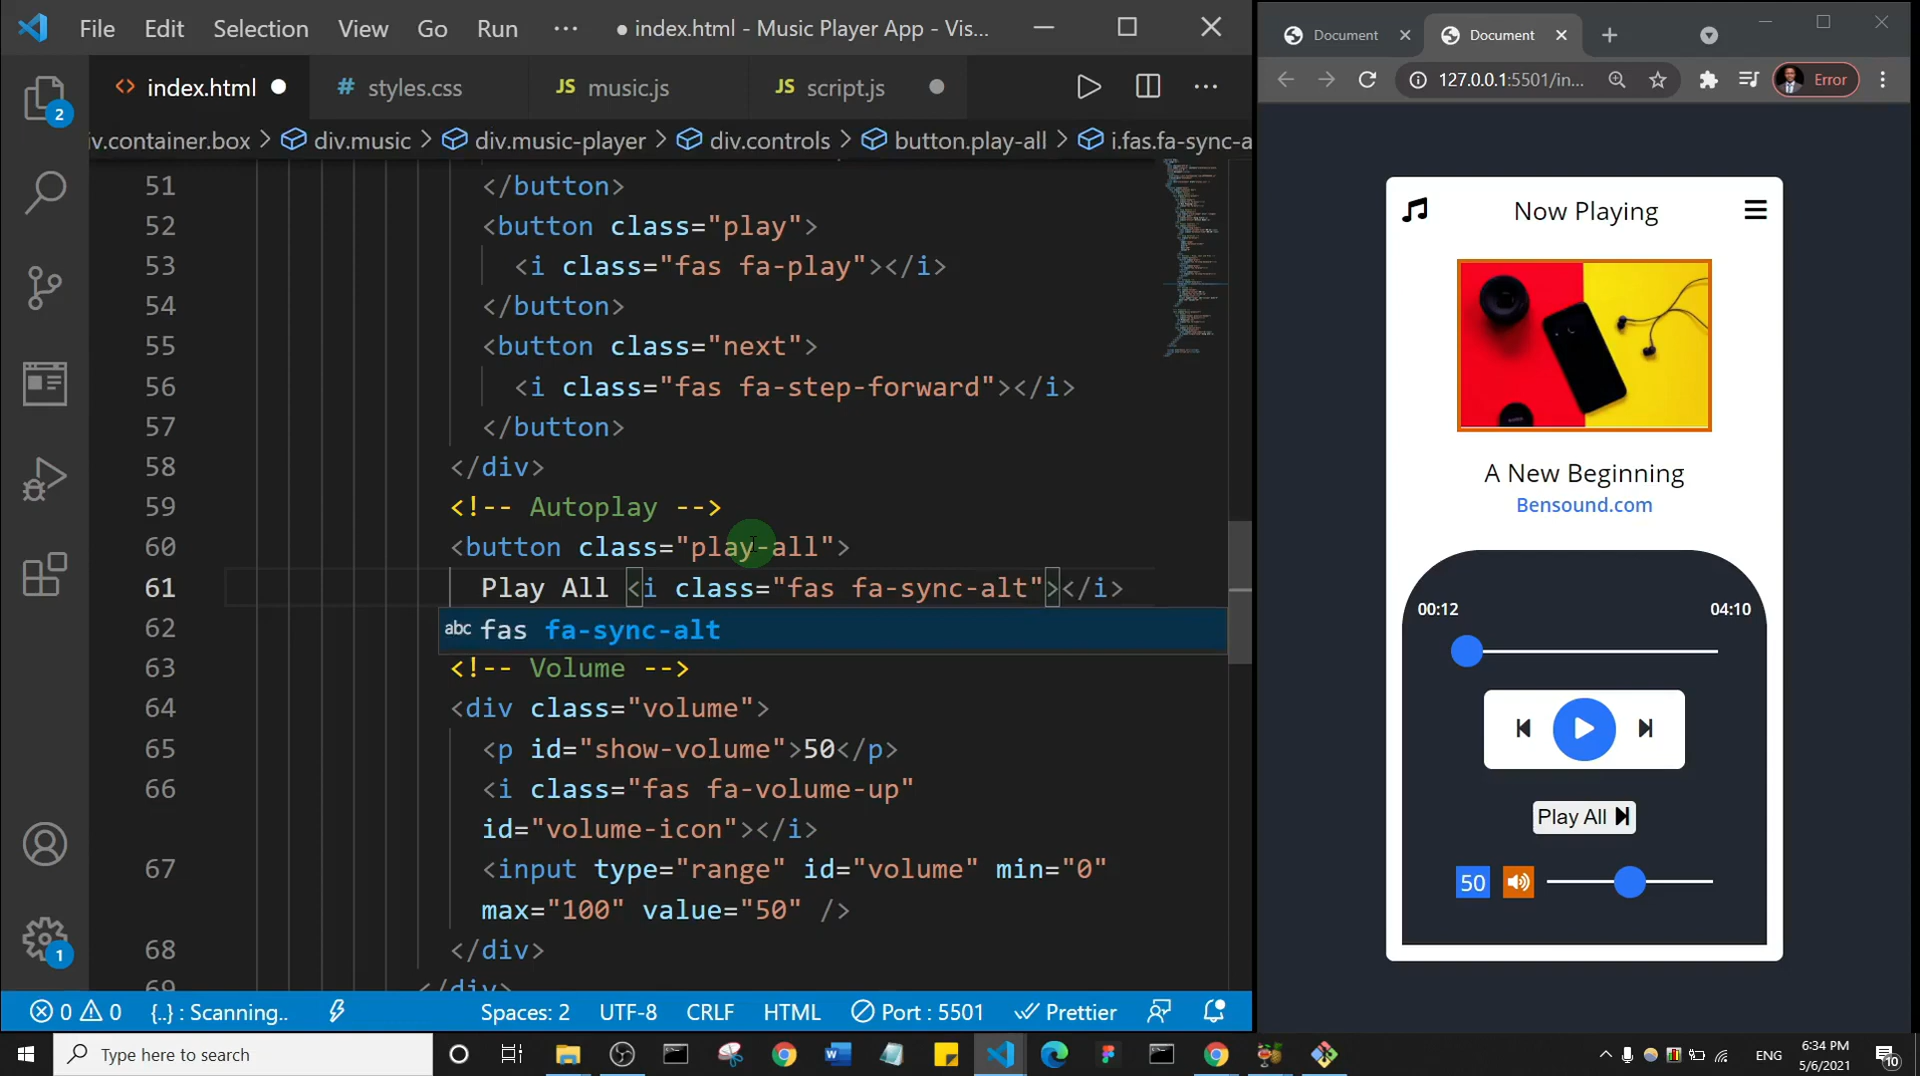 File Edit Selection View Go Run ··· ● index.html - Music Player App - Vis...
index.html styles.css JS music.js JS script.js
iv.container.box > div.music > div.music-player > div.controls > button.play-all > i.fas.fa-sync-a
51 </button>
52 <button class="play">
53 <i class="fas fa-play"></i>
54 </button>
55 <button class="next">
56 <i class="fas fa-step-forward"></i>
57 </button>
58 </div>
59 <!-- Autoplay -->
60 <button class="play-all">
61 Play All <i class="fas fa-sync-alt"></i>
62 abc fas fa-sync-alt
63 <!-- Volume -->
64 <div class="volume">
65 <p id="show-volume">50</p>
66 <i class="fas fa-volume-up"
id="volume-icon"></i>
67 <input type="range" id="volume" min="0"
max="100" value="50" />
68 </div>
69 </div>
2
1
0 0 {..} : Scanning.. Spaces: 2 UTF-8 CRLF HTML Port : 5501 Prettier
Document Document
127.0.0.1:5501/in... Error
Now Playing
A New Beginning
Bensound.com
00:12 04:10
Play All
50
Type here to search
ENG
6:34 PM
5/6/2021
10